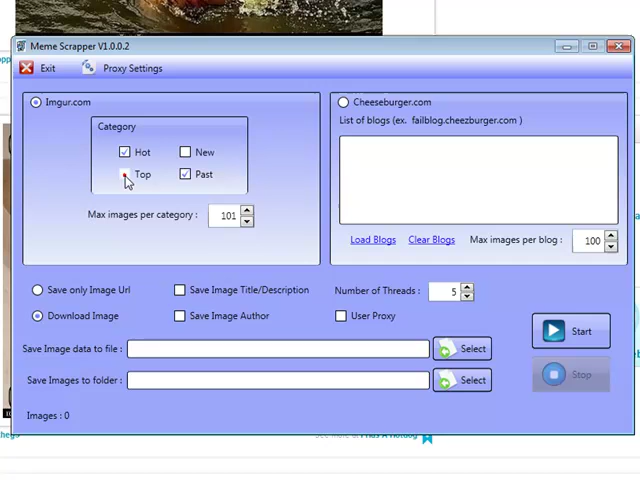 Meme Scrapper V1.0.0.2
Exit Proxy Settings
Imgur.com
Category
Hot New
Top Past
Max images per category : 101
Cheeseburger.com
List of blogs (ex. failblog.cheezburger.com )
Load Blogs Clear Blogs Max images per blog : 100
Save only Image Url Save Image Title/Description Number of Threads : 5
Download Image Save Image Author User Proxy
Start
Save Image data to file : Select
Stop
Save Images to folder : Select
Images : 0